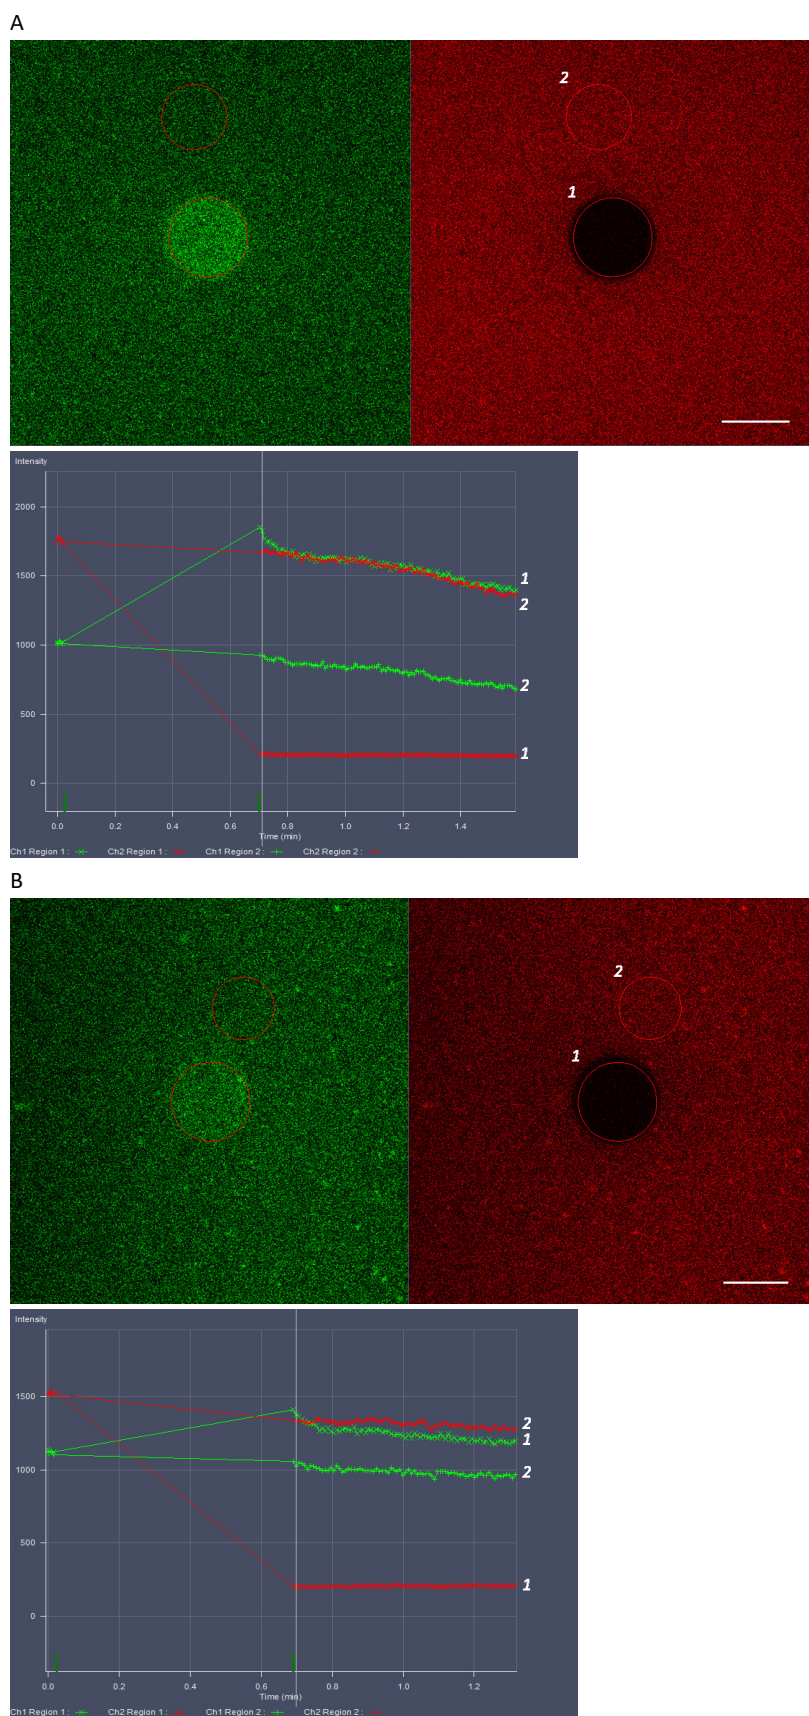 A
2
1
Intensity
2000
1500
1000
500
0
1
2
2
1
0.0 0.2 0.4 0.6 0.8 1.0 1.2 1.4
Time (min)
Ch1 Region 1 : Ch2 Region 1 : Ch1 Region 2 : Ch2 Region 2 :
B
2
1
Intensity
1500
1000
500
0
2
1
2
1
0.0 0.2 0.4 0.6 0.8 1.0 1.2
Time (min)
Ch1 Region 1 : Ch2 Region 1 : Ch1 Region 2 : Ch2 Region 2 :